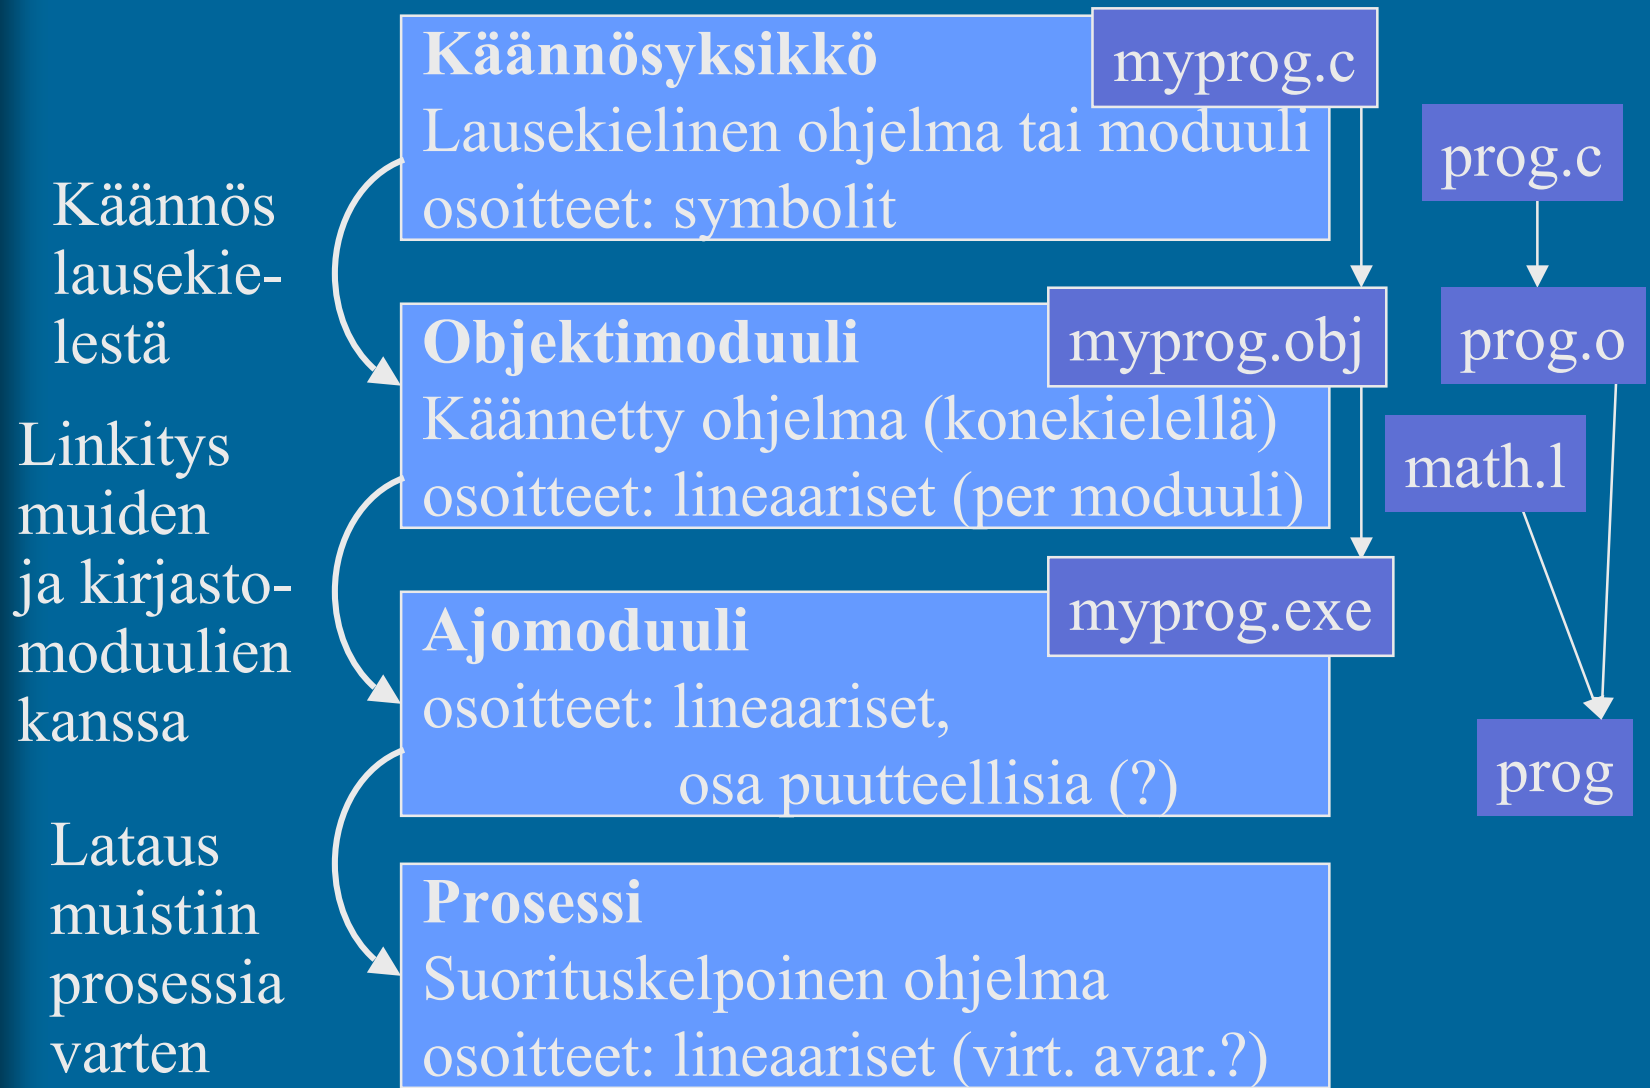 Käännösyksikkö
myprog.c
Lausekielinen ohjelma tai moduuli
osoitteet: symbolit
prog.c
Käännös
lausekie-
lestä
Objektimoduuli
myprog.obj
prog.o
Käännetty ohjelma (konekielellä)
osoitteet: lineaariset (per moduuli)
math.l
Linkitys
muiden
ja kirjasto-
moduulien
kanssa
Ajomoduuli
myprog.exe
osoitteet: lineaariset,
osa puutteellisia (?)
prog
Lataus
muistiin
prosessia
varten
Prosessi
Suorituskelpoinen ohjelma
osoitteet: lineaariset (virt. avar.?)